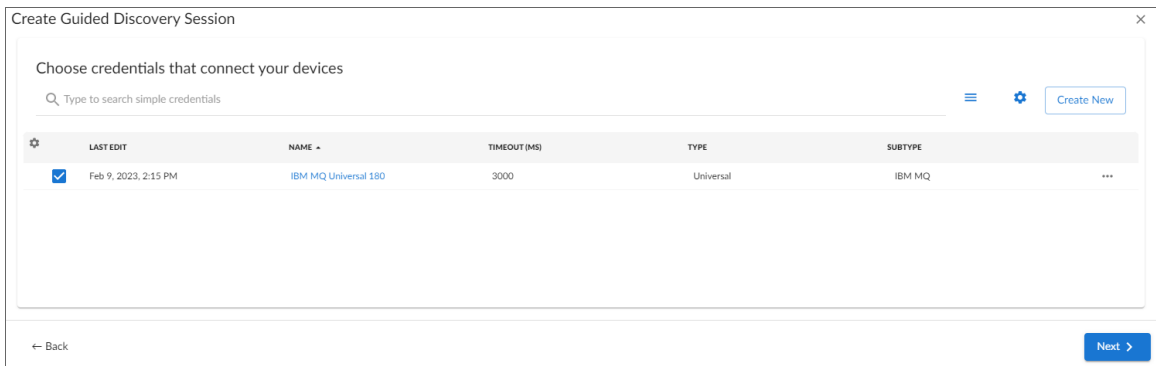 Create Guided Discovery Session
Choose credentials that connect your devices
Type to search simple credentials
Create New
LAST EDIT NAME TIMEOUT (MS) TYPE SUBTYPE
Feb 9, 2023, 2:15 PM IBM MQ Universal 180 3000 Universal IBM MQ
← Back
Next